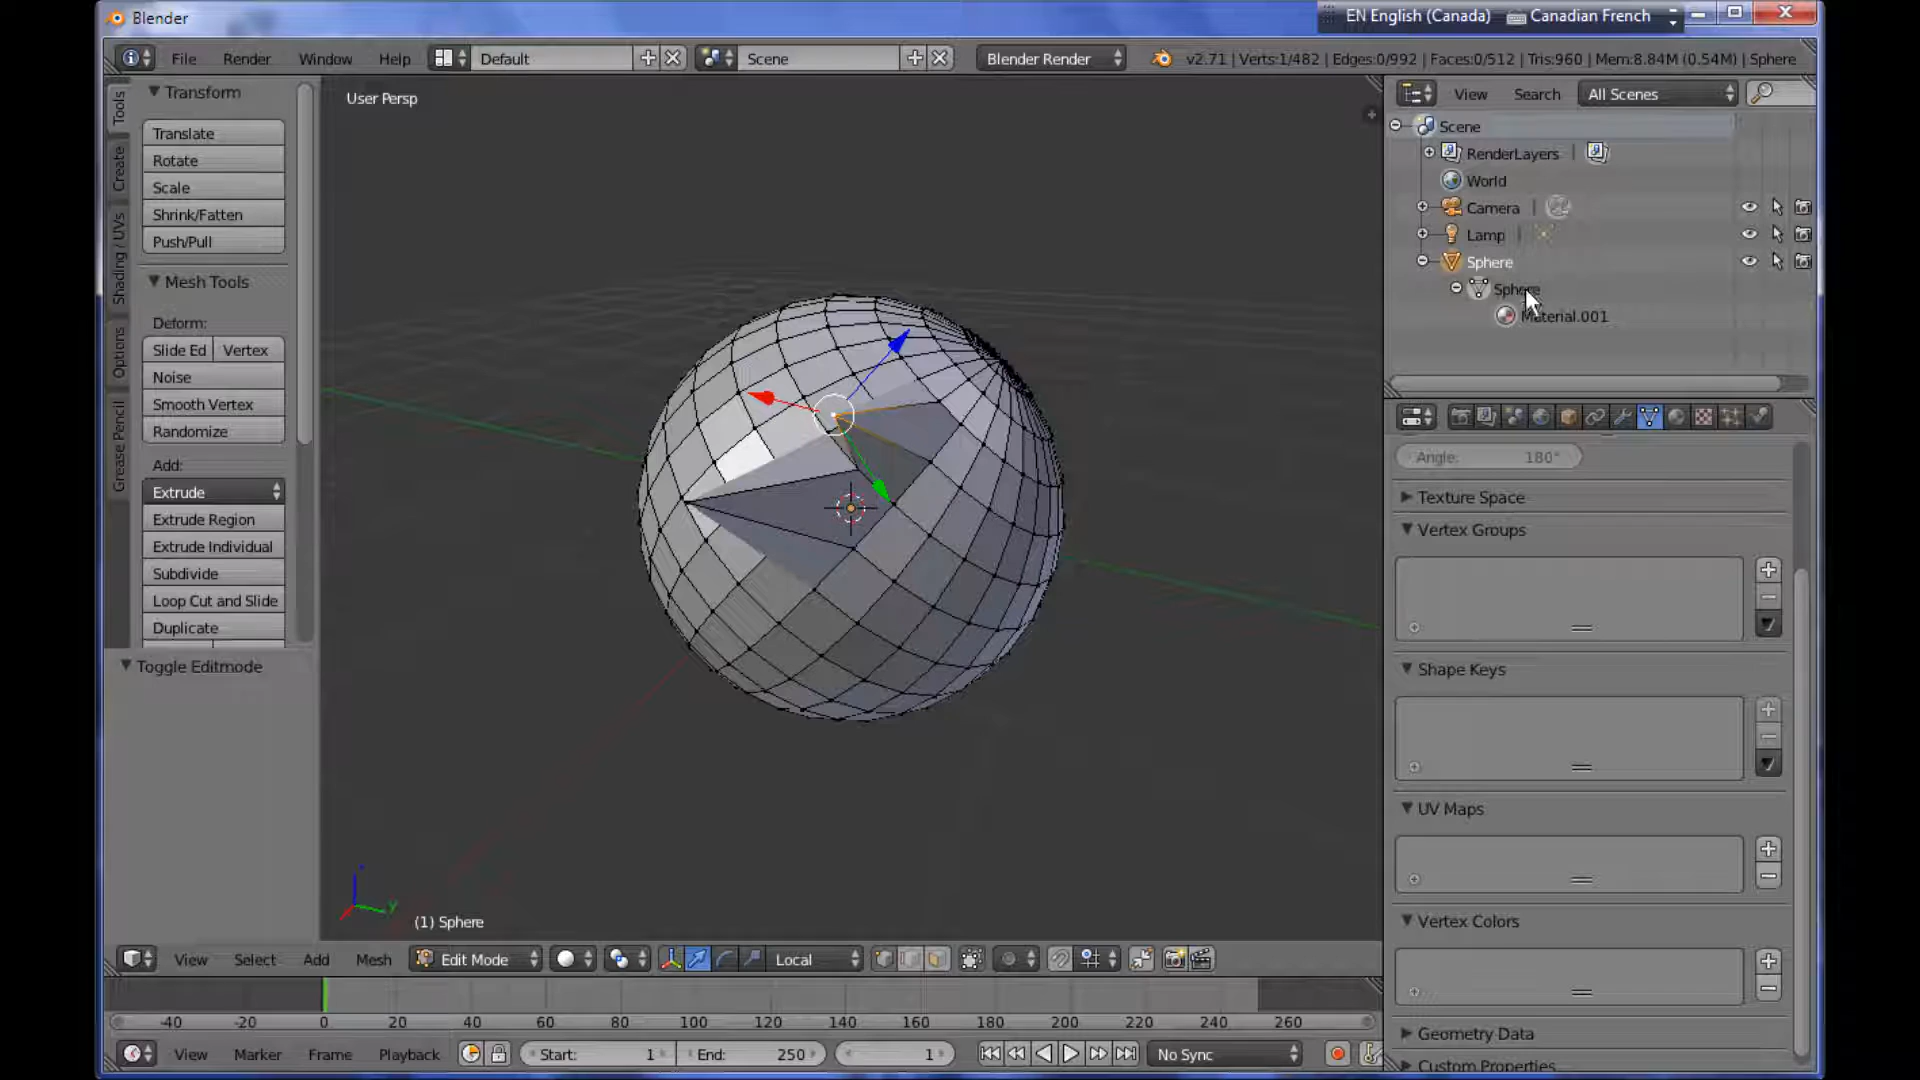 Blender
EN English (Canada) Canadian French
File Render Window Help Default Scene Blender Render v2.71 | Verts:1/482 | Edges:0/992 | Faces:0/512 | Tris:960 | Mem:8.84M (0.54M) | Sphere
Tools
Create
Shading / UVs
Options
Grease Pencil
Transform
Translate
Rotate
Scale
Shrink/Fatten
Push/Pull
Mesh Tools
Deform:
Slide Ed Vertex
Noise
Smooth Vertex
Randomize
Add:
Extrude
Extrude Region
Extrude Individual
Subdivide
Loop Cut and Slide
Duplicate
Toggle Editmode
User Persp
y
(1) Sphere
View Search All Scenes
Scene
RenderLayers |
World
Camera |
Lamp |
Sphere
Sphere
Material.001
Angle: 180°
Texture Space
Vertex Groups
Shape Keys
UV Maps
Vertex Colors
Geometry Data
Custom Properties
View Select Add Mesh Edit Mode Local
-40 -20 0 20 40 60 80 100 120 140 160 180 200 220 240 260
View Marker Frame Playback Start: 1 End: 250 1 No Sync